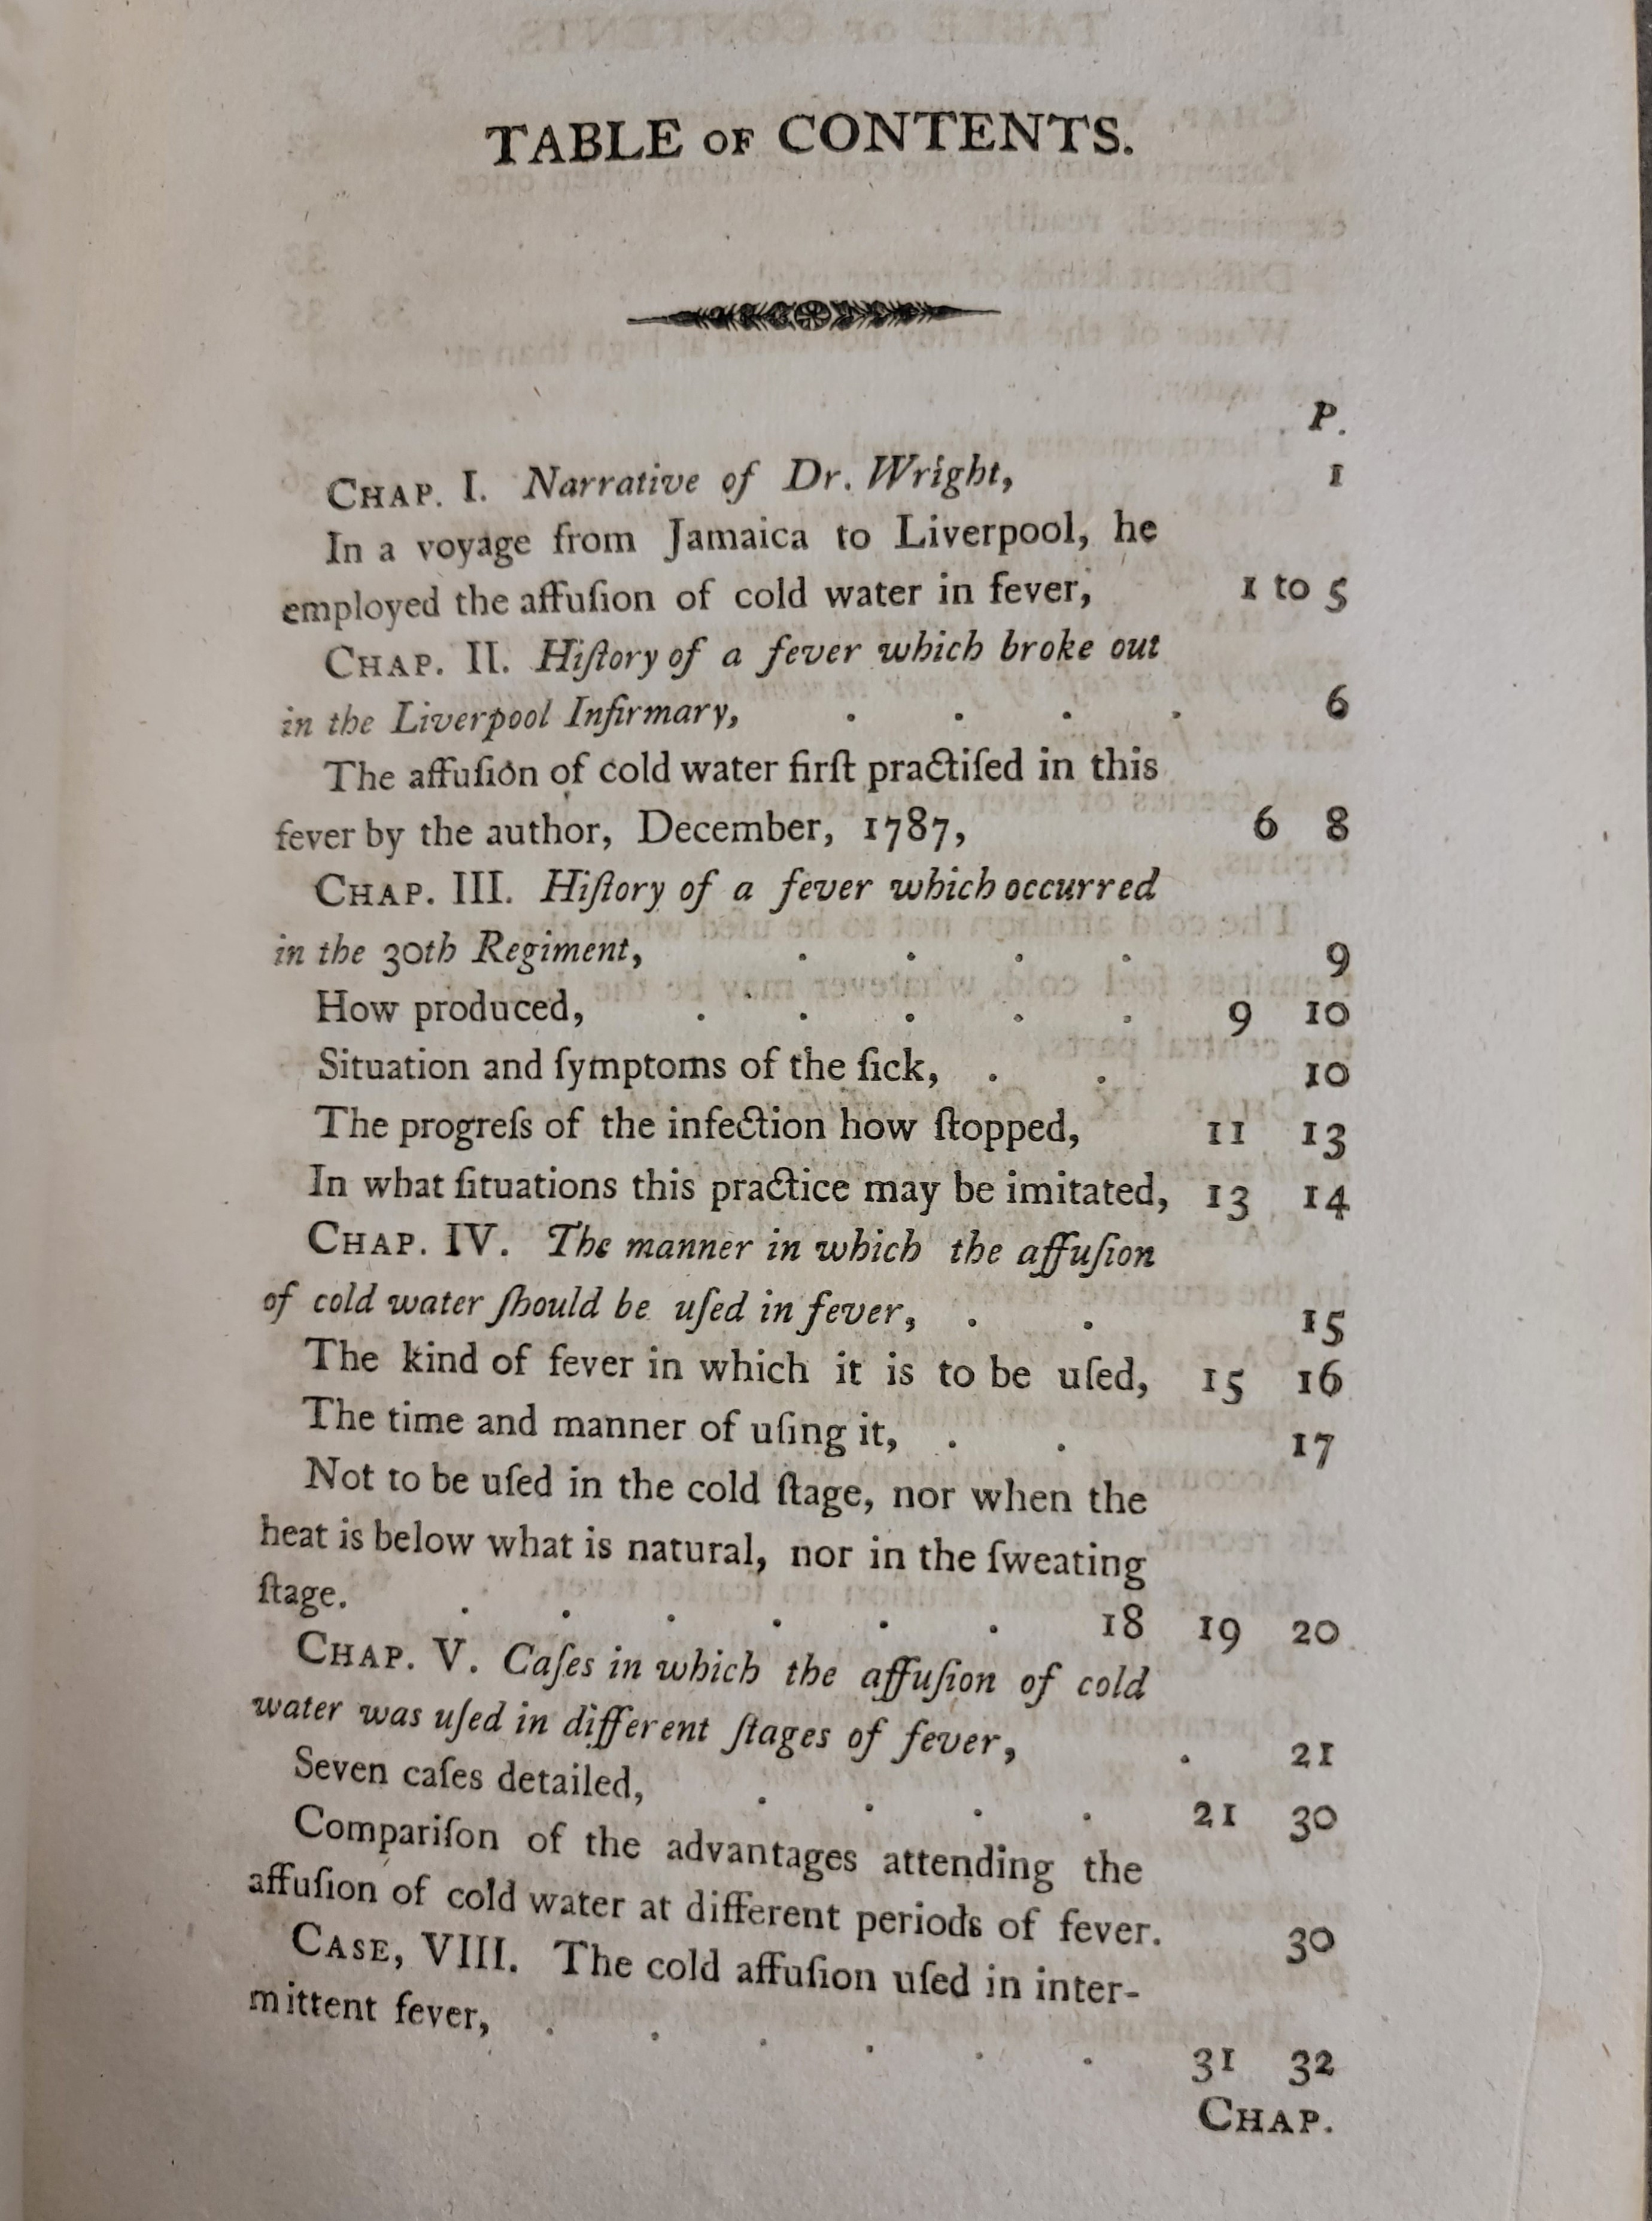 TABLE OF CONTENTS.
P.
CHAP. I. Narrative of Dr. Wright, 1
In a voyage from Jamaica to Liverpool, he
employed the affuſion of cold water in fever, 1 to 5
CHAP. II. Hiſtory of a fever which broke out
in the Liverpool Infirmary, . . . . 6
The affuſion of cold water firſt practiſed in this
fever by the author, December, 1787, 6 8
CHAP. III. Hiſtory of a fever which occurred
in the 30th Regiment, . . . . 9
How produced, . . . . . 9 10
Situation and ſymptoms of the ſick, . . 10
The progreſs of the infection how ſtopped, 11 13
In what ſituations this practice may be imitated, 13 14
CHAP. IV. The manner in which the affuſion
of cold water ſhould be uſed in fever, . . 15
The kind of fever in which it is to be uſed, 15 16
The time and manner of uſing it, . . 17
Not to be uſed in the cold ſtage, nor when the
heat is below what is natural, nor in the ſweating
ſtage. . . . . . . 18 19 20
CHAP. V. Caſes in which the affuſion of cold
water was uſed in different ſtages of fever, . 21
Seven caſes detailed, . . . . 21 30
Compariſon of the advantages attending the
affuſion of cold water at different periods of fever. 30
CASE, VIII. The cold affuſion uſed in inter-
mittent fever, . . . . . . 31 32
CHAP.